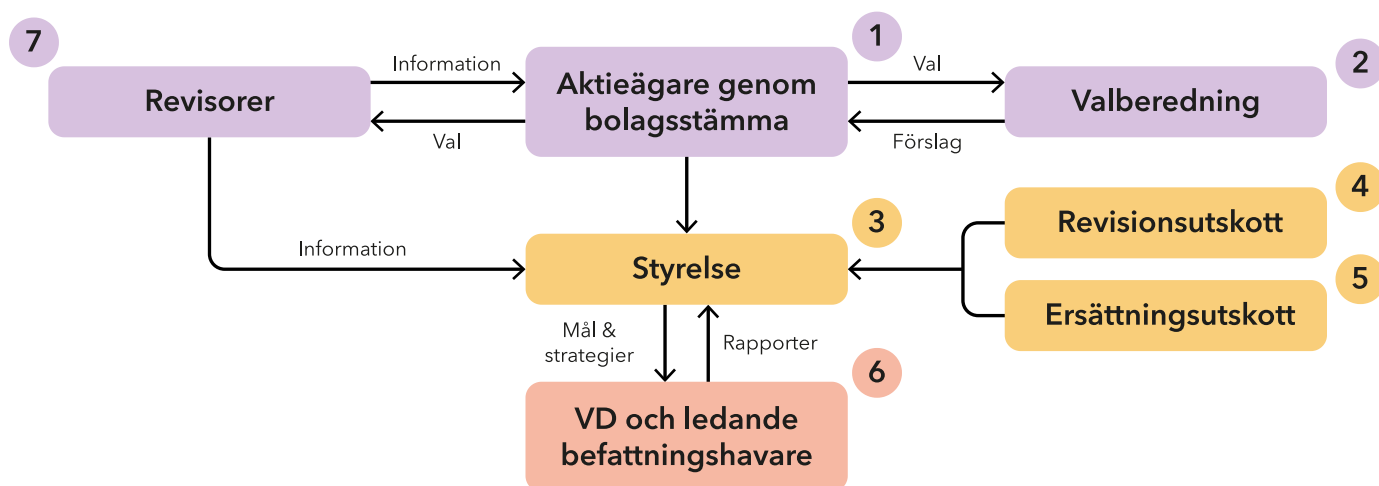 7
1
2
Information
Val
Revisorer
Aktieägare genom
bolagsstämma
Valberedning
Val
Förslag
4
3
Revisionsutskott
Information
Styrelse
5
Ersättningsutskott
Mål &
strategier
Rapporter
6
VD och ledande
befattningshavare